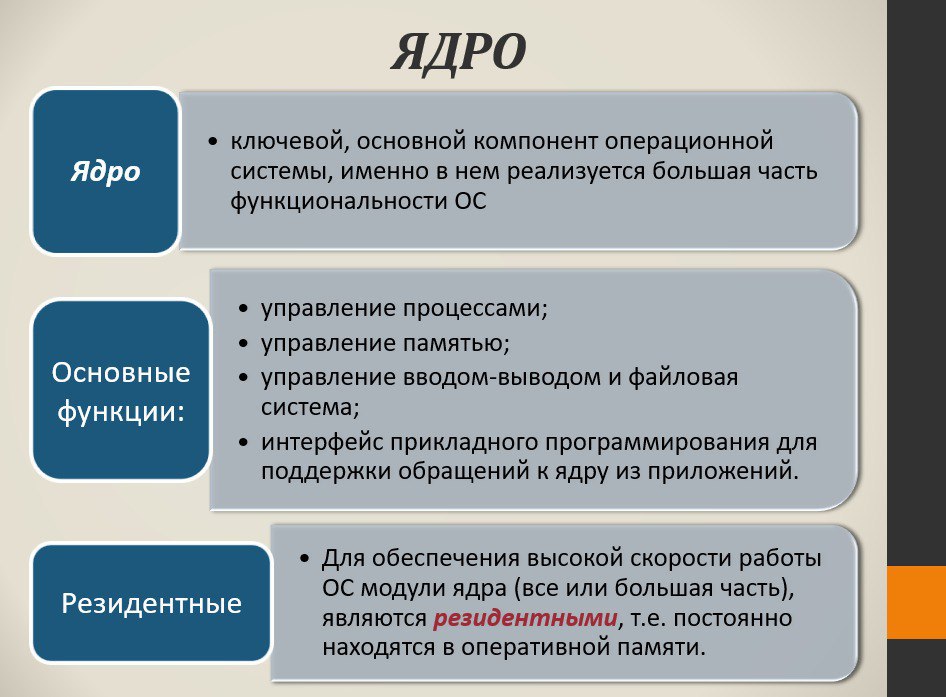 ЯДРО
Ядро
• ключевой, основной компонент операционной
системы, именно в нем реализуется большая часть
функциональности ОС
Основные
функции:
• управление процессами;
• управление памятью;
• управление вводом-выводом и файловая
система;
• интерфейс прикладного программирования для
поддержки обращений к ядру из приложений.
Резидентные
• Для обеспечения высокой скорости работы
ОС модули ядра (все или большая часть),
являются резидентными, т.е. постоянно
находятся в оперативной памяти.